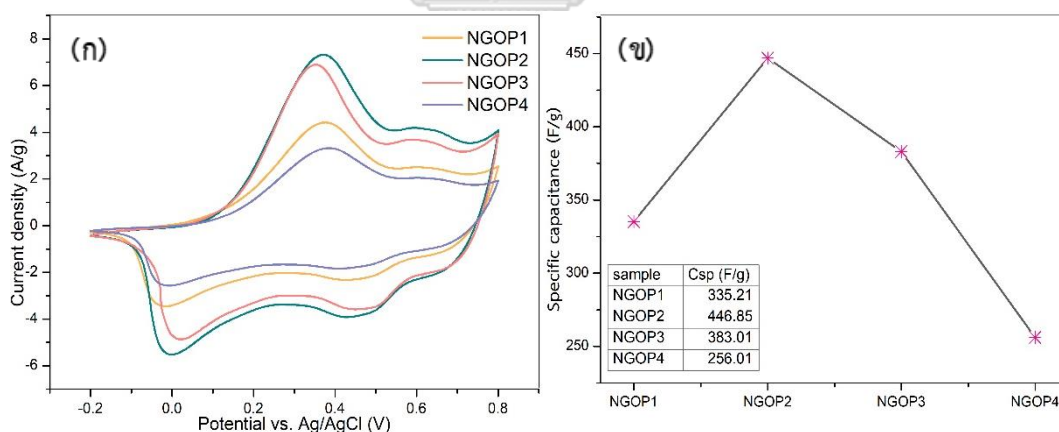 (ก)
NGOP1
NGOP2
NGOP3
NGOP4
8
6
4
2
0
-2
-4
-6
Current density (A/g)
-0.2 0.0 0.2 0.4 0.6 0.8
Potential vs. Ag/AgCl (V)
(ข)
450
400
350
300
250
Specific capacitance (F/g)
sample Csp (F/g)
NGOP1 335.21
NGOP2 446.85
NGOP3 383.01
NGOP4 256.01
NGOP1 NGOP2 NGOP3 NGOP4